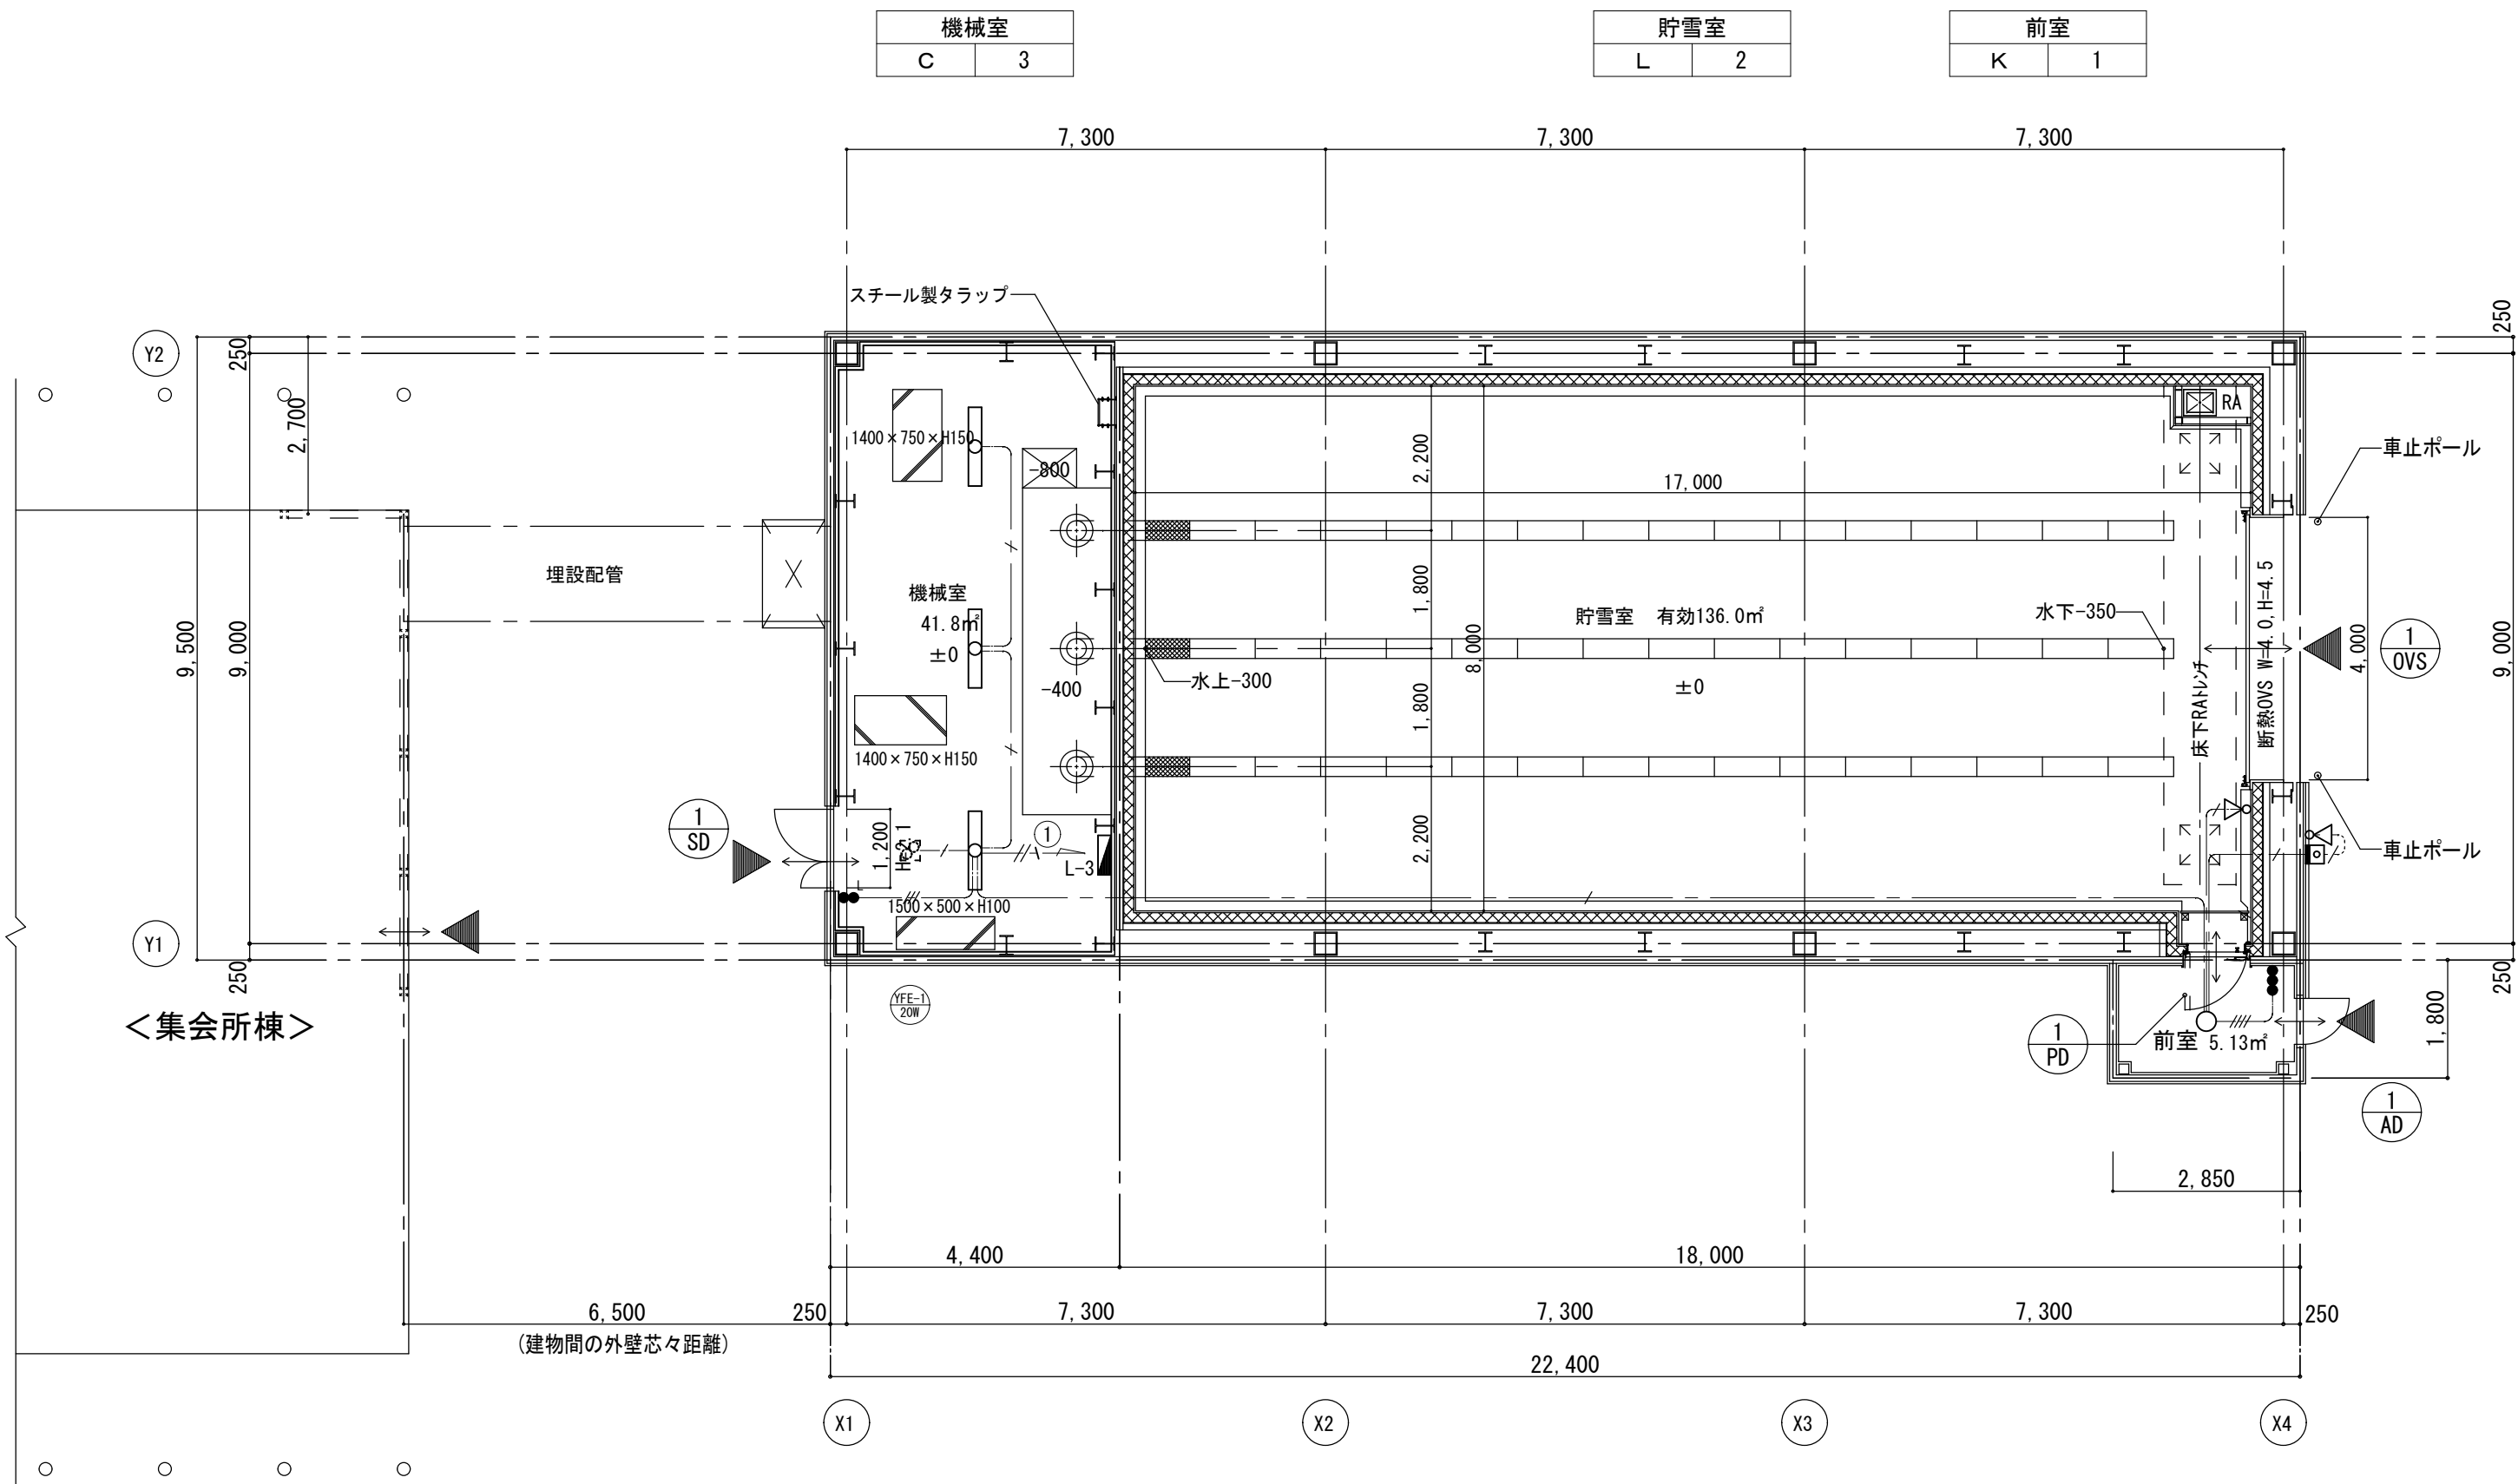 機械室
C 3
貯雪室
L 2
前室
K 1
7,300
7,300
7,300
スチール製タラップ
250
Y2
250
2,700
1400×750×H150
-800
2,200
17,000
RA
車止ポール
埋設配管
機械室
41.8㎡
±0
1,800
貯雪室 有効136.0㎡
水下-350
断熱OVS W=4.0,H=4.5
4,000
1
OVS
9,500
9,000
8,000
9,000
-400
水上-300
±0
1,800
床下RAトレンチ
1400×750×H150
1
SD
1,200
H=2.1
1
L-3
2,200
車止ポール
L
1500×500×H100
Y1
250
250
YFE-1
20W
<集会所棟>
1
PD
前室 5.13㎡
1,800
1
AD
2,850
4,400
18,000
6,500
250
7,300
7,300
7,300
250
(建物間の外壁芯々距離)
22,400
X1
X2
X3
X4